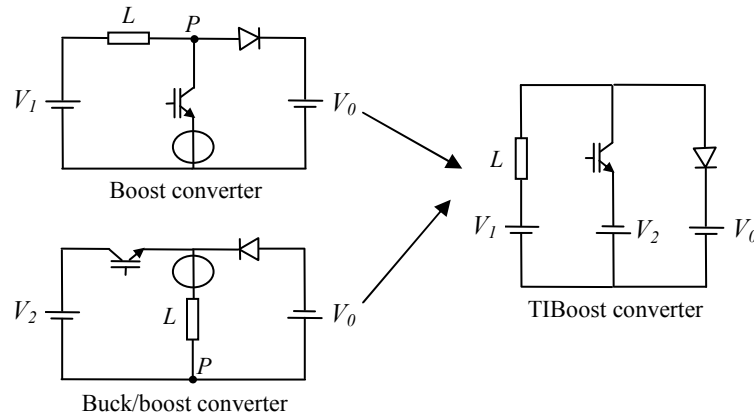 L
P
V1
V0
Boost converter
V2
L
P
V0
Buck/boost converter
L
V1
V2
V0
TIBoost converter